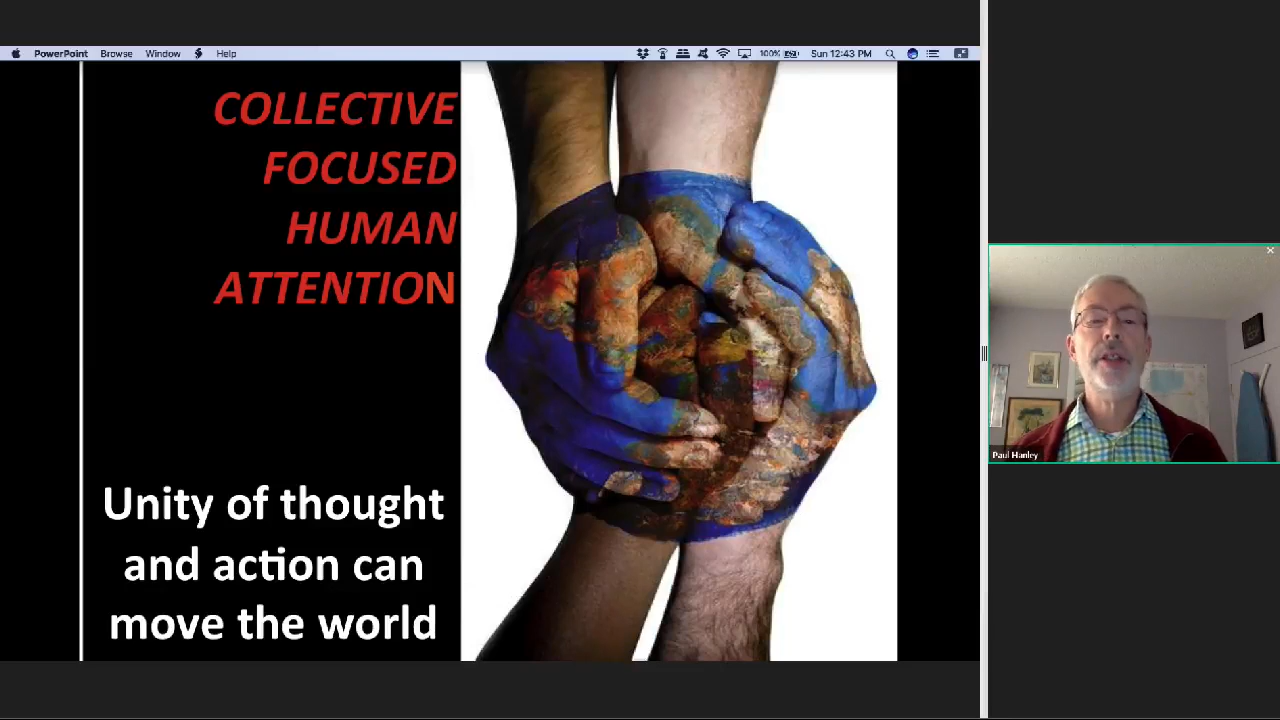 PowerPoint Browse Window Help 100% Sun 12:43 PM
COLLECTIVE
FOCUSED
HUMAN
ATTENTION
Unity of thought
and action can
move the world
Paul Hanley